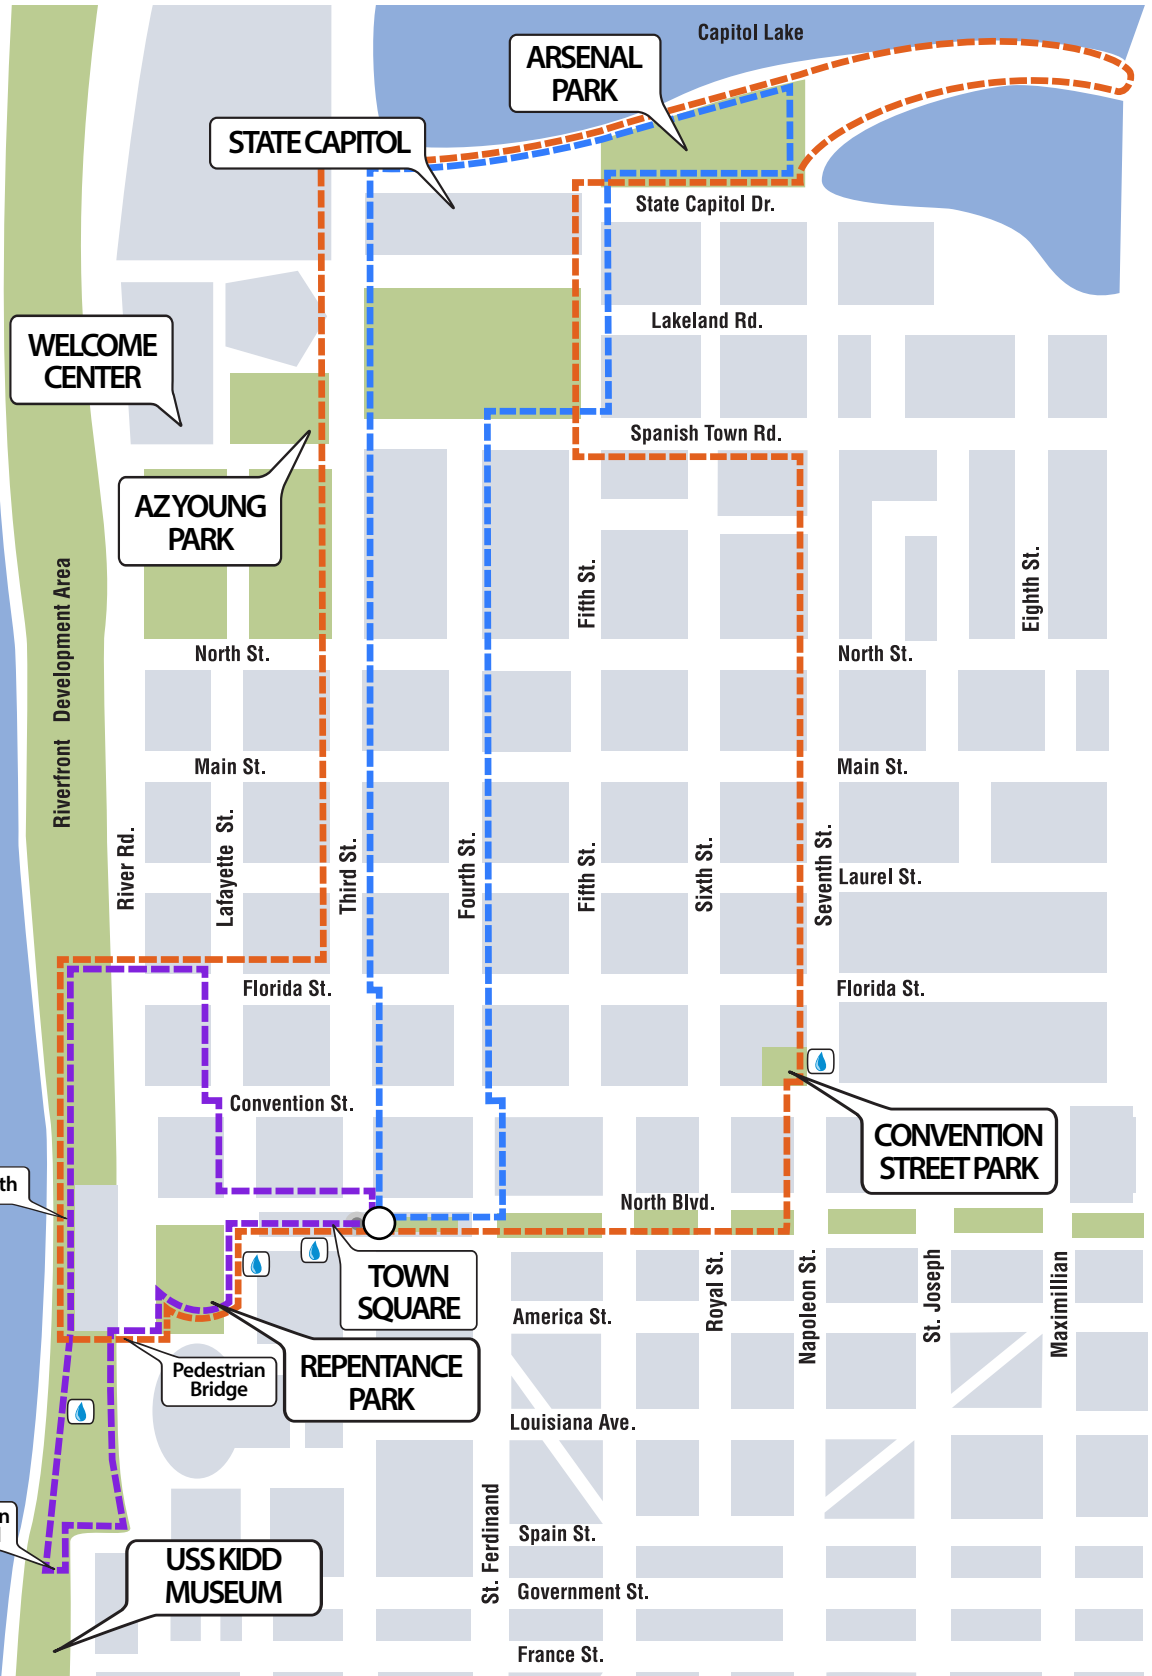 Capitol Lake
ARSENAL
PARK
STATE CAPITOL
State Capitol Dr.
Lakeland Rd.
WELCOME
CENTER
Spanish Town Rd.
AZ YOUNG
PARK
Riverfront Development Area
Fifth St.
Eighth St.
North St.
North St.
Main St.
Main St.
River Rd.
Lafayette St.
Third St.
Fourth St.
Fifth St.
Sixth St.
Seventh St.
Laurel St.
Florida St.
Florida St.
Convention St.
CONVENTION
STREET PARK
th
North Blvd.
TOWN
SQUARE
America St.
Royal St.
Napoleon St.
St. Joseph
Maximillian
Pedestrian
Bridge
REPENTANCE
PARK
Louisiana Ave.
St. Ferdinand
n
Spain St.
USS KIDD
MUSEUM
Government St.
France St.